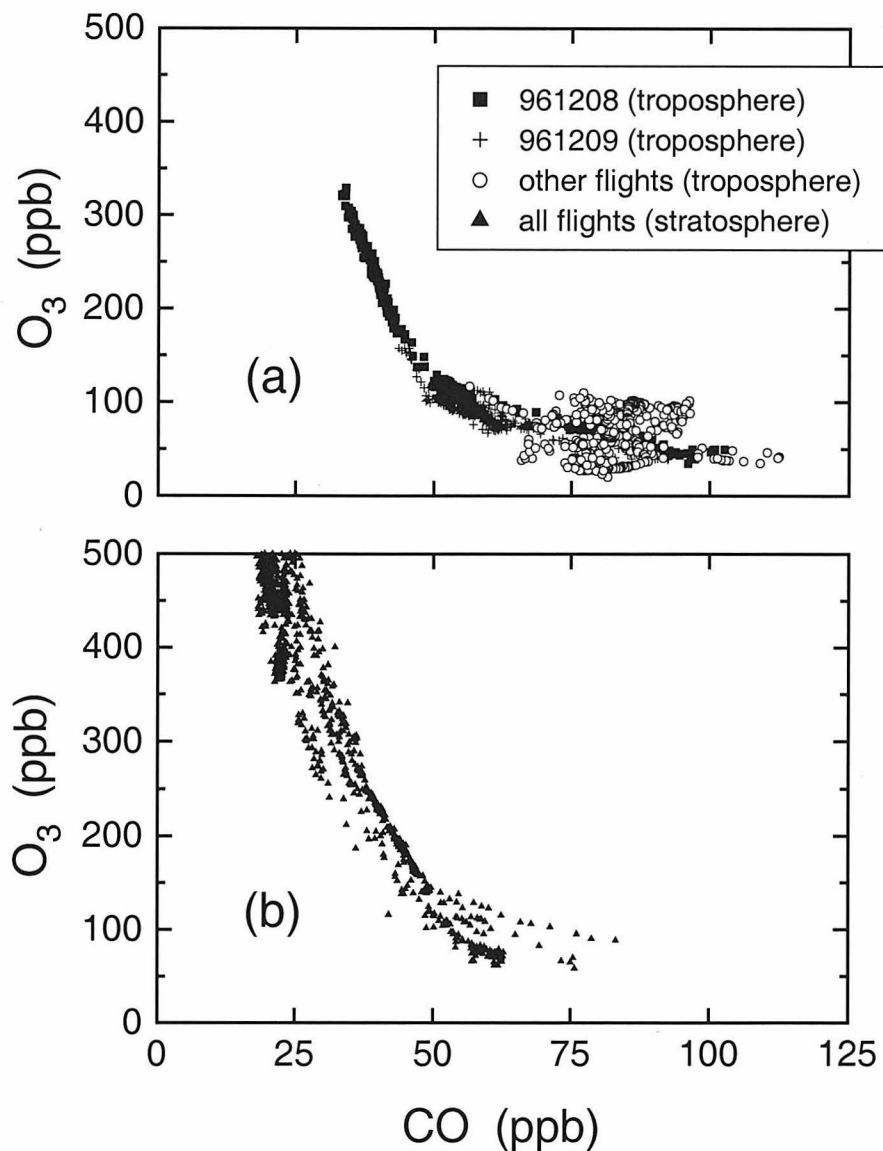 500
400
300
200
100
0
O3 (ppb)
961208 (troposphere)
961209 (troposphere)
other flights (troposphere)
all flights (stratosphere)
(a)
500
400
300
200
100
0
O3 (ppb)
(b)
0 25 50 75 100 125
CO (ppb)